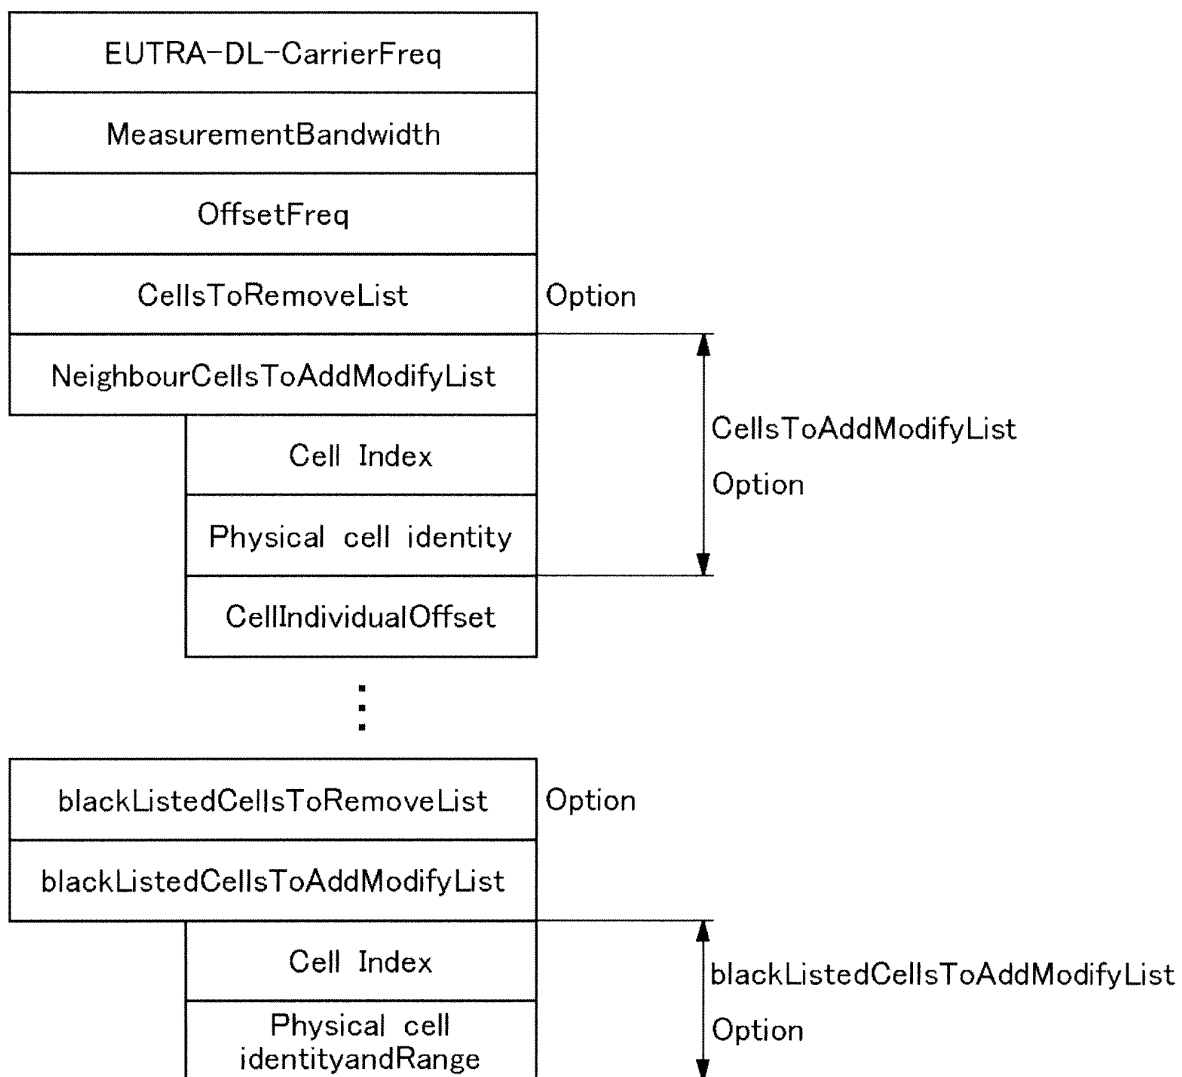 EUTRA-DL-CarrierFreq
MeasurementBandwidth
OffsetFreq
CellsToRemoveList
Option
NeighbourCellsToAddModifyList
Cell Index
CellsToAddModifyList
Option
Physical cell identity
CellIndividualOffset
blackListedCellsToRemoveList
Option
blackListedCellsToAddModifyList
Cell Index
blackListedCellsToAddModifyList
Option
Physical cell
identityandRange